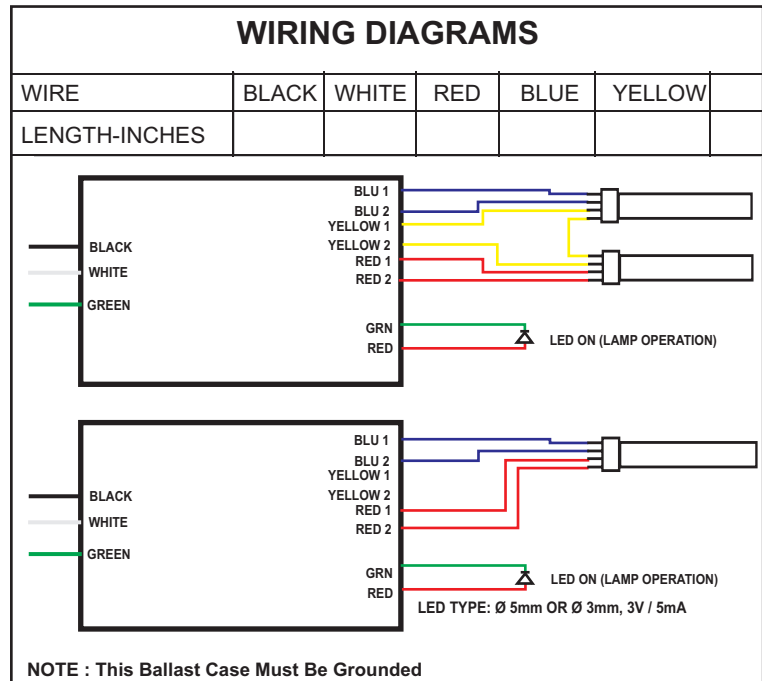 WIRING DIAGRAMS
WIRE BLACK WHITE RED BLUE YELLOW
LENGTH-INCHES
BLU 1
BLU 2
YELLOW 1
YELLOW 2
RED 1
RED 2
BLACK
WHITE
GREEN
GRN
RED
LED ON (LAMP OPERATION)
BLU 1
BLU 2
YELLOW 1
YELLOW 2
RED 1
RED 2
BLACK
WHITE
GREEN
GRN
RED
LED ON (LAMP OPERATION)
LED TYPE: Ø 5mm OR Ø 3mm, 3V / 5mA
NOTE : This Ballast Case Must Be Grounded